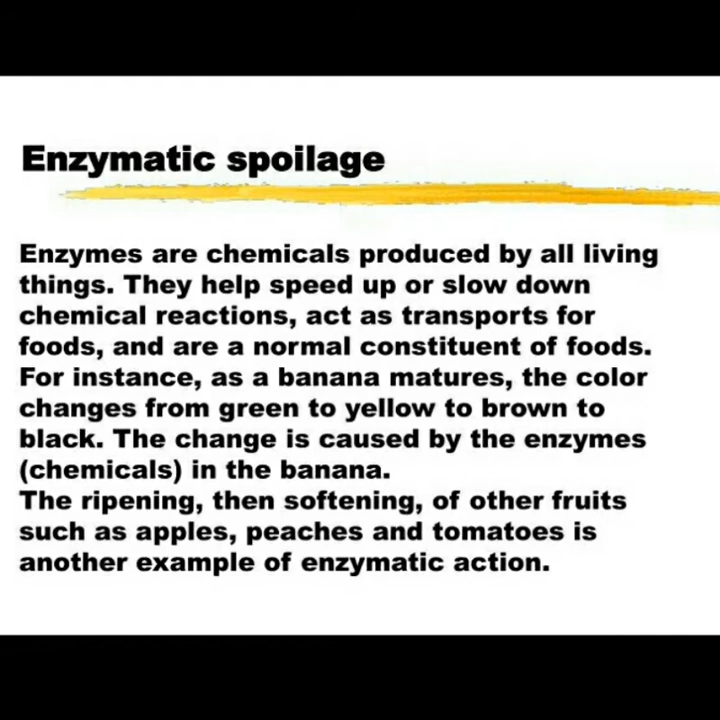 Enzymatic spoilage
Enzymes are chemicals produced by all living
things. They help speed up or slow down
chemical reactions, act as transports for
foods, and are a normal constituent of foods.
For instance, as a banana matures, the color
changes from green to yellow to brown to
black. The change is caused by the enzymes
(chemicals) in the banana.
The ripening, then softening, of other fruits
such as apples, peaches and tomatoes is
another example of enzymatic action.